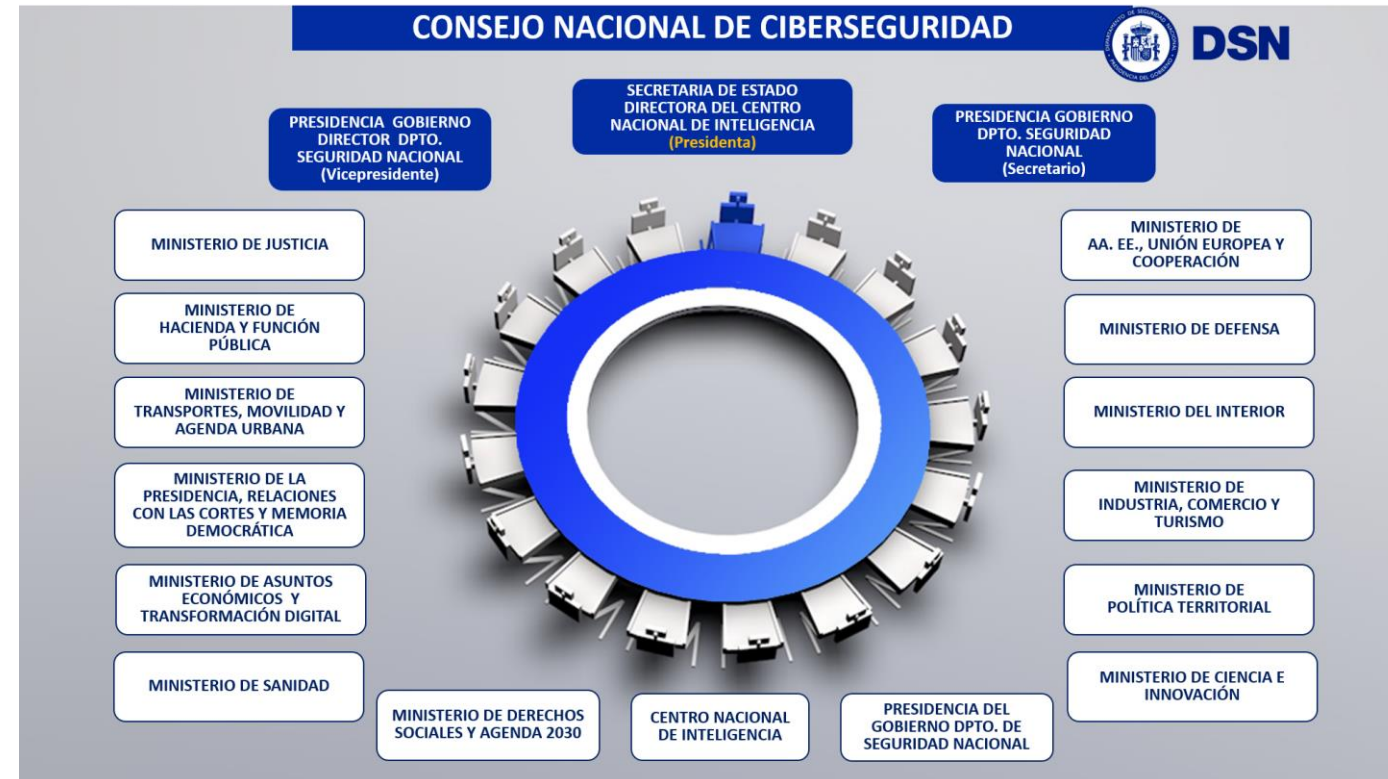 CONSEJO NACIONAL DE CIBERSEGURIDAD
DSN
PRESIDENCIA GOBIERNO
DIRECTOR DPTO.
SEGURIDAD NACIONAL
(Vicepresidente)
SECRETARIA DE ESTADO
DIRECTORA DEL CENTRO
NACIONAL DE INTELIGENCIA
(Presidenta)
PRESIDENCIA GOBIERNO
DPTO. SEGURIDAD
NACIONAL
(Secretario)
MINISTERIO DE JUSTICIA
MINISTERIO DE
HACIENDA Y FUNCIÓN
PÚBLICA
MINISTERIO DE
TRANSPORTES, MOVILIDAD Y
AGENDA URBANA
MINISTERIO DE LA
PRESIDENCIA, RELACIONES
CON LAS CORTES Y MEMORIA
DEMOCRÁTICA
MINISTERIO DE ASUNTOS
ECONÓMICOS Y
TRANSFORMACIÓN DIGITAL
MINISTERIO DE SANIDAD
MINISTERIO DE DERECHOS
SOCIALES Y AGENDA 2030
CENTRO NACIONAL
DE INTELIGENCIA
PRESIDENCIA DEL
GOBIERNO DPTO. DE
SEGURIDAD NACIONAL
MINISTERIO DE
AA. EE., UNIÓN EUROPEA Y
COOPERACIÓN
MINISTERIO DE DEFENSA
MINISTERIO DEL INTERIOR
MINISTERIO DE
INDUSTRIA, COMERCIO Y
TURISMO
MINISTERIO DE
POLÍTICA TERRITORIAL
MINISTERIO DE CIENCIA E
INNOVACIÓN